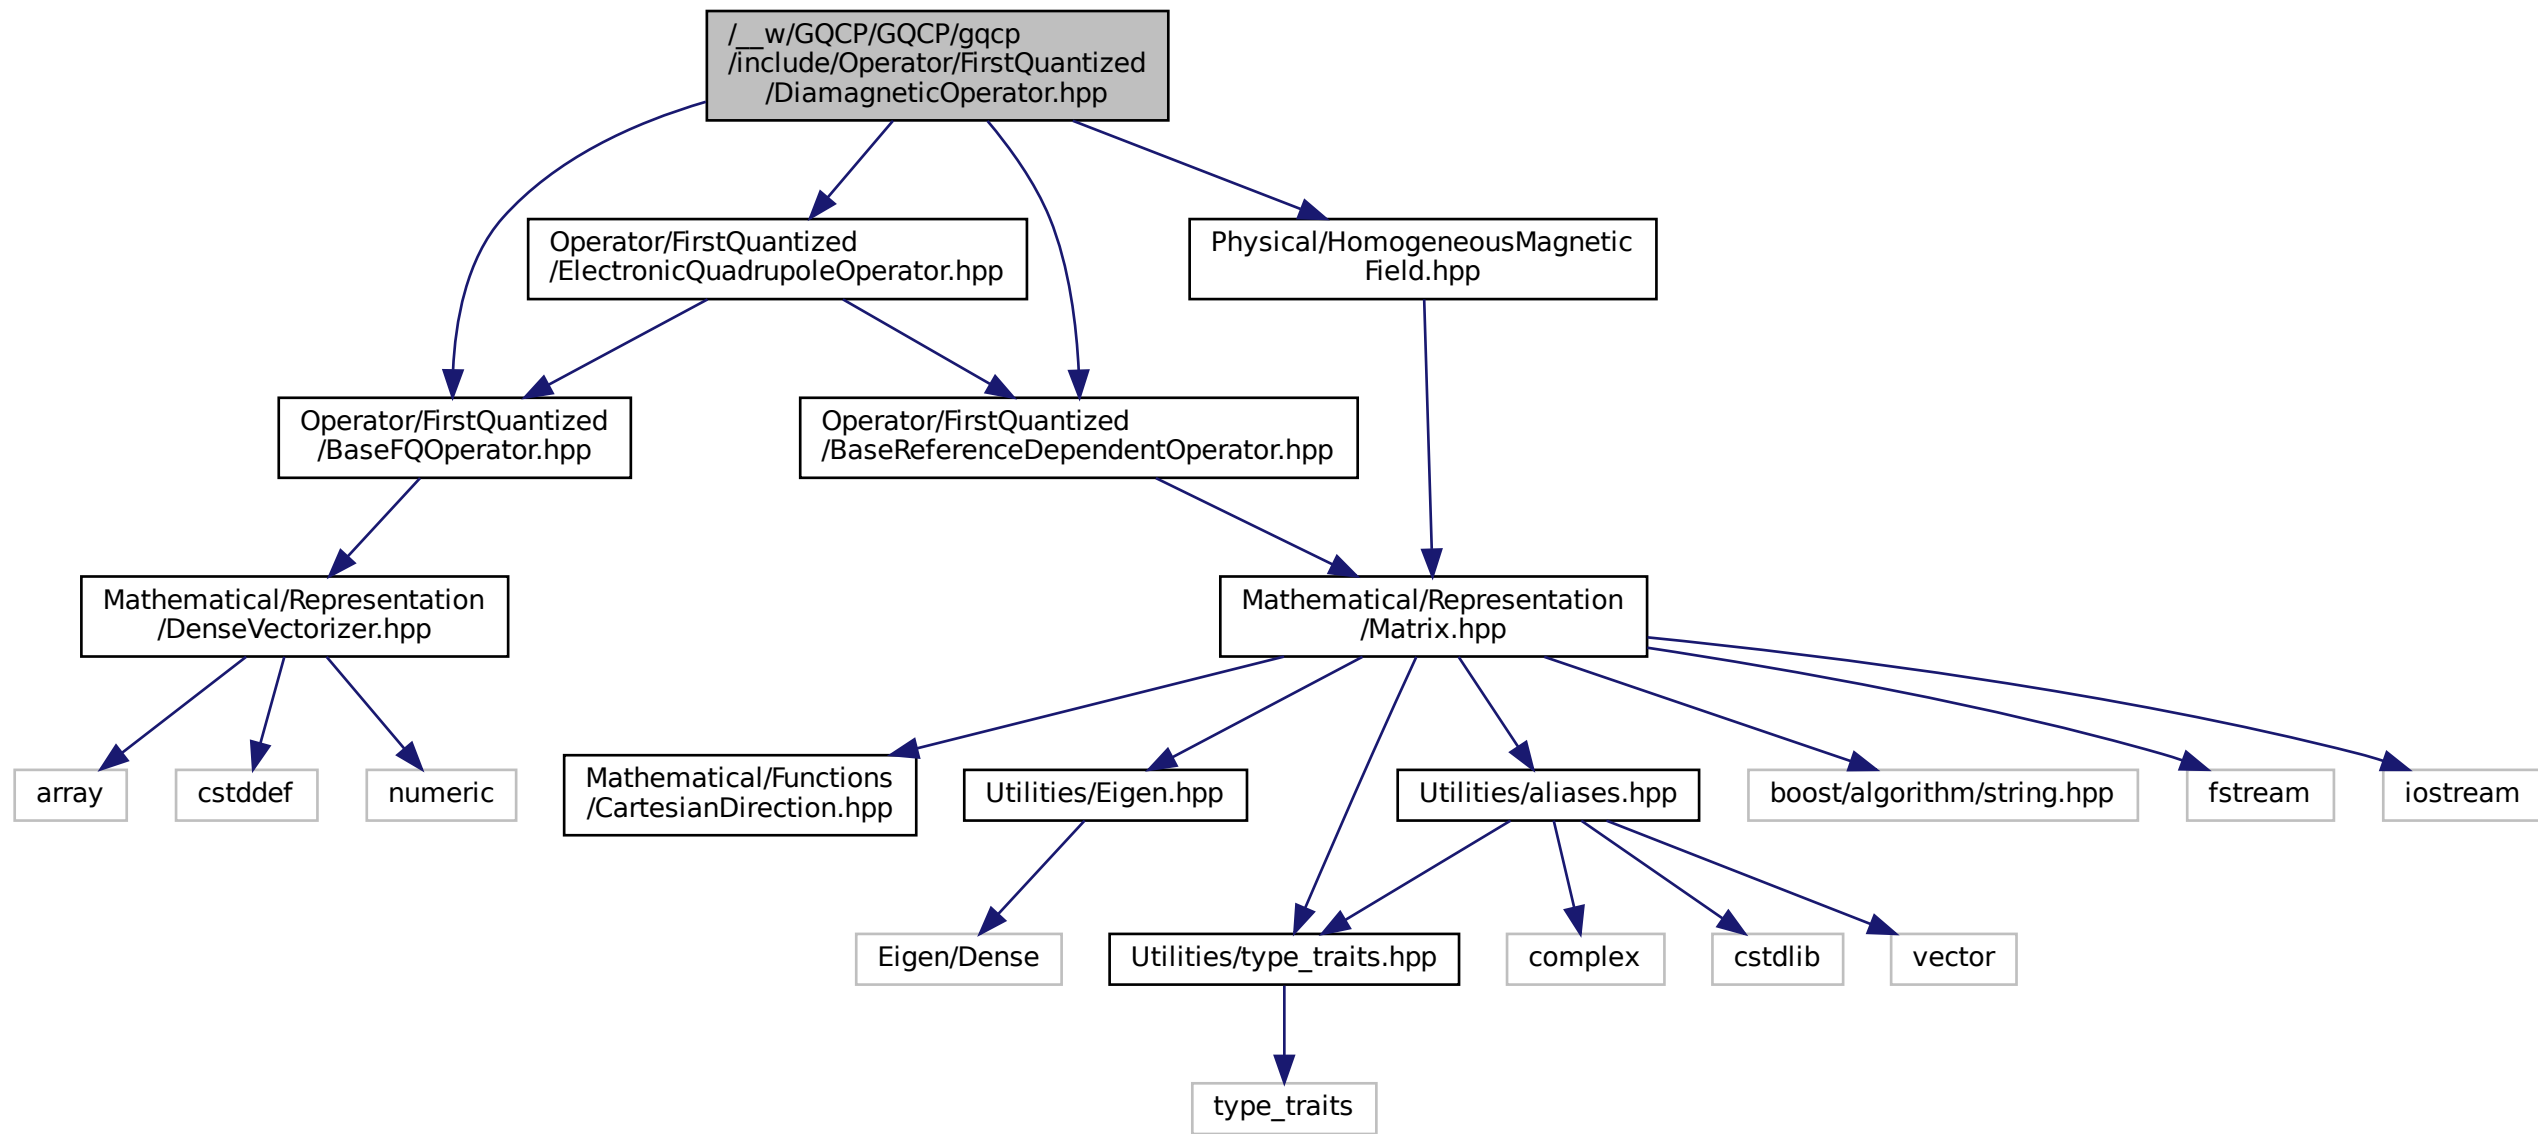 /__w/GQCP/GQCP/gqcp
/include/Operator/FirstQuantized
/DiamagneticOperator.hpp
Operator/FirstQuantized
/ElectronicQuadrupoleOperator.hpp
Physical/HomogeneousMagnetic
Field.hpp
Operator/FirstQuantized
/BaseFQOperator.hpp
Operator/FirstQuantized
/BaseReferenceDependentOperator.hpp
Mathematical/Representation
/DenseVectorizer.hpp
Mathematical/Representation
/Matrix.hpp
array
cstddef
numeric
Mathematical/Functions
/CartesianDirection.hpp
Utilities/Eigen.hpp
Utilities/aliases.hpp
boost/algorithm/string.hpp
fstream
iostream
Eigen/Dense
Utilities/type_traits.hpp
complex
cstdlib
vector
type_traits